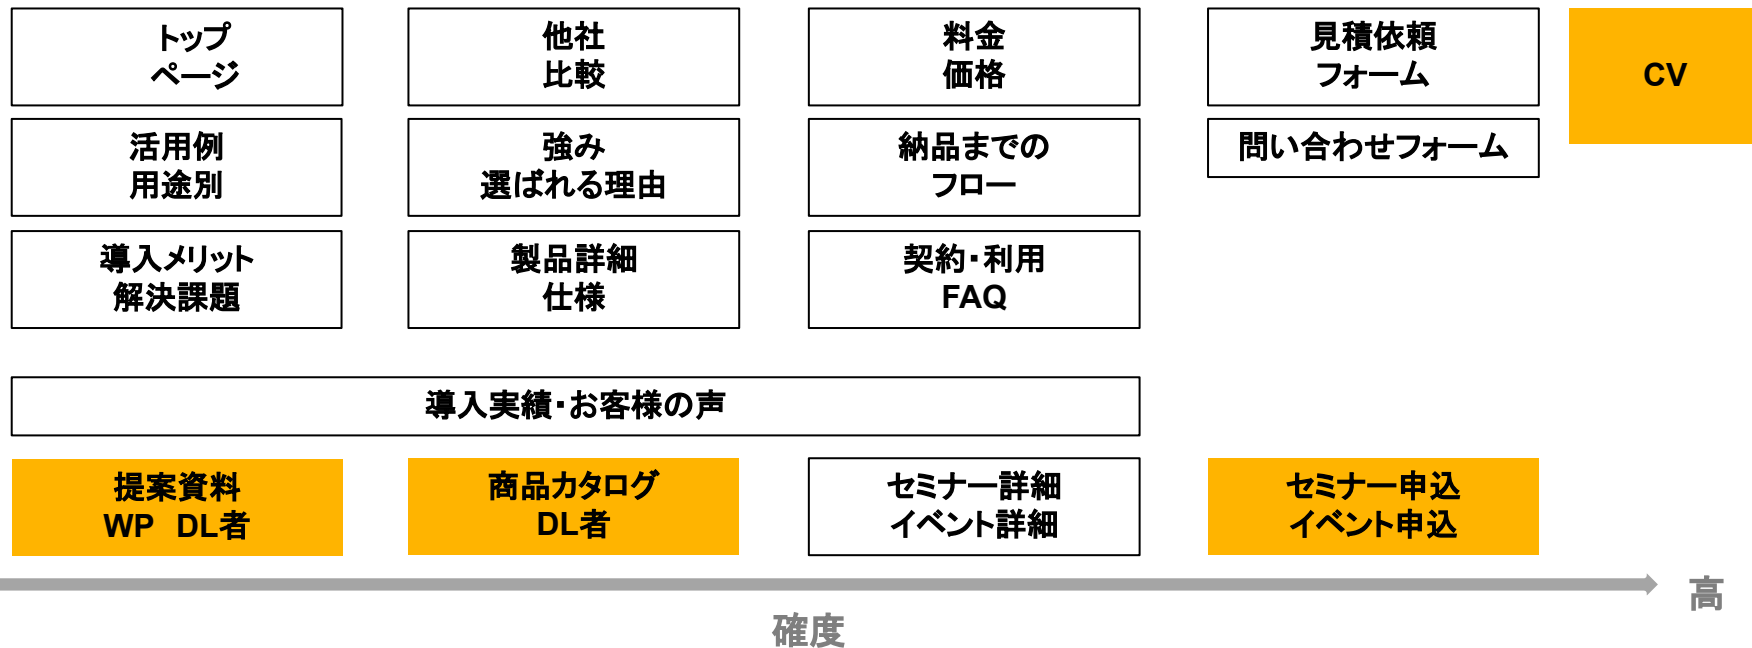 トップ
ページ
他社
比較
料金
価格
見積依頼
フォーム
CV
活用例
用途別
強み
選ばれる理由
納品までの
フロー
問い合わせフォーム
導入メリット
解決課題
製品詳細
仕様
契約・利用
FAQ
導入実績・お客様の声
提案資料
WP　DL者
商品カタログ
DL者
セミナー詳細
イベント詳細
セミナー申込
イベント申込
高
確度